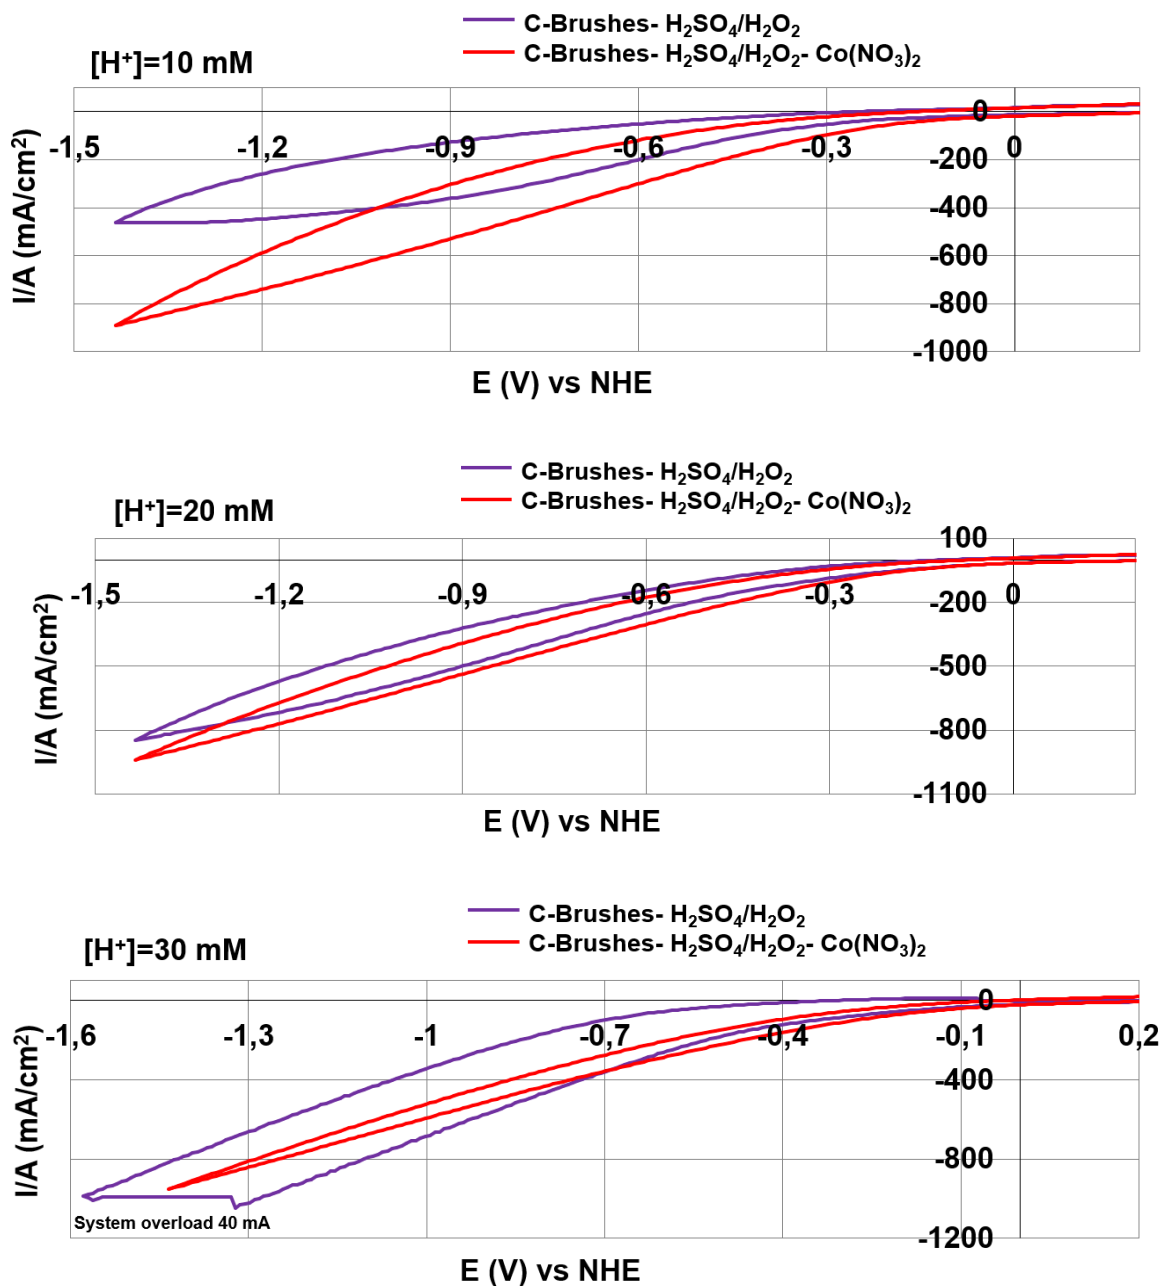 C-Brushes- H₂SO₄/H₂O₂
C-Brushes- H₂SO₄/H₂O₂- Co(NO₃)₂
[H⁺]=10 mM
0
-1,5 -1,2 -0,9 -0,6 -0,3 0
-200
-400
-600
-800
-1000
I/A (mA/cm²)
E (V) vs NHE
C-Brushes- H₂SO₄/H₂O₂
C-Brushes- H₂SO₄/H₂O₂- Co(NO₃)₂
[H⁺]=20 mM
100
-1,5 -1,2 -0,9 -0,6 -0,3 0
-200
-500
-800
-1100
I/A (mA/cm²)
E (V) vs NHE
C-Brushes- H₂SO₄/H₂O₂
C-Brushes- H₂SO₄/H₂O₂- Co(NO₃)₂
[H⁺]=30 mM
0
-1,6 -1,3 -1 -0,7 -0,4 -0,1 0,2
-400
-800
-1200
I/A (mA/cm²)
System overload 40 mA
E (V) vs NHE